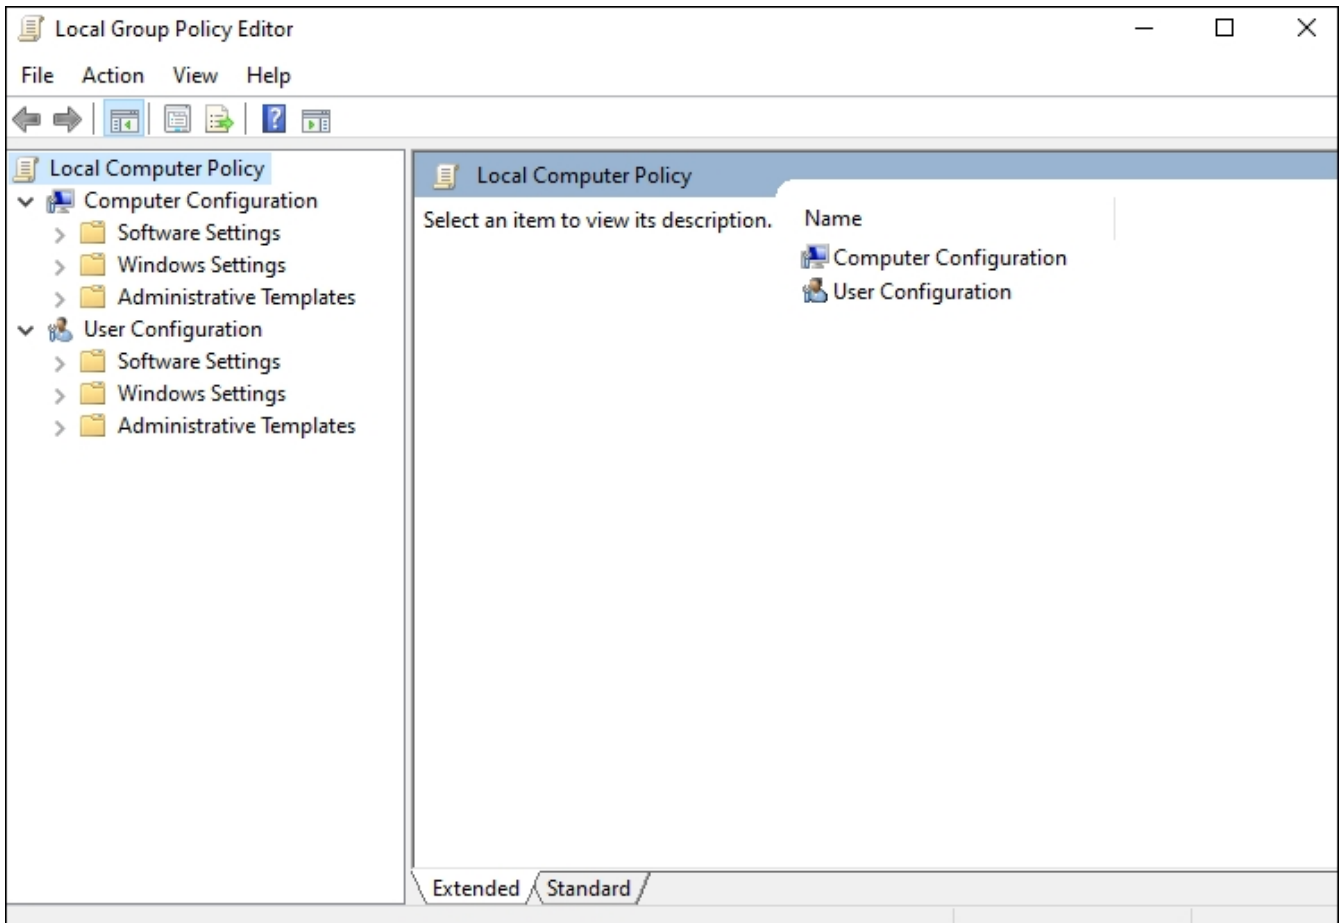 Local Group Policy Editor
File Action View Help
Local Computer Policy
Computer Configuration
Software Settings
Windows Settings
Administrative Templates
User Configuration
Software Settings
Windows Settings
Administrative Templates
Local Computer Policy
Select an item to view its description.
Name
Computer Configuration
User Configuration
Extended Standard